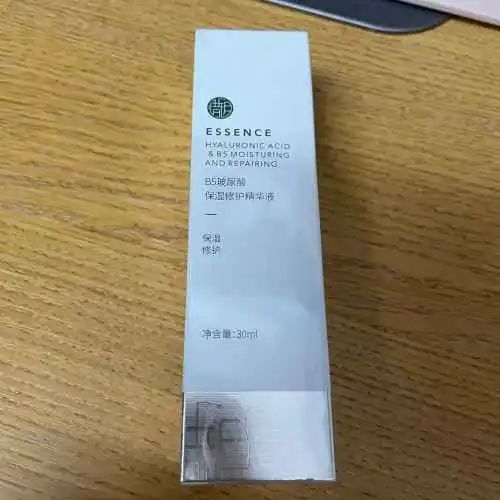 ESSENCE
HYALURONIC ACID
& B5 MOISTURING
AND REPAIRING
B5玻尿酸
保湿修护精华液
保湿
修护
净含量:30ml